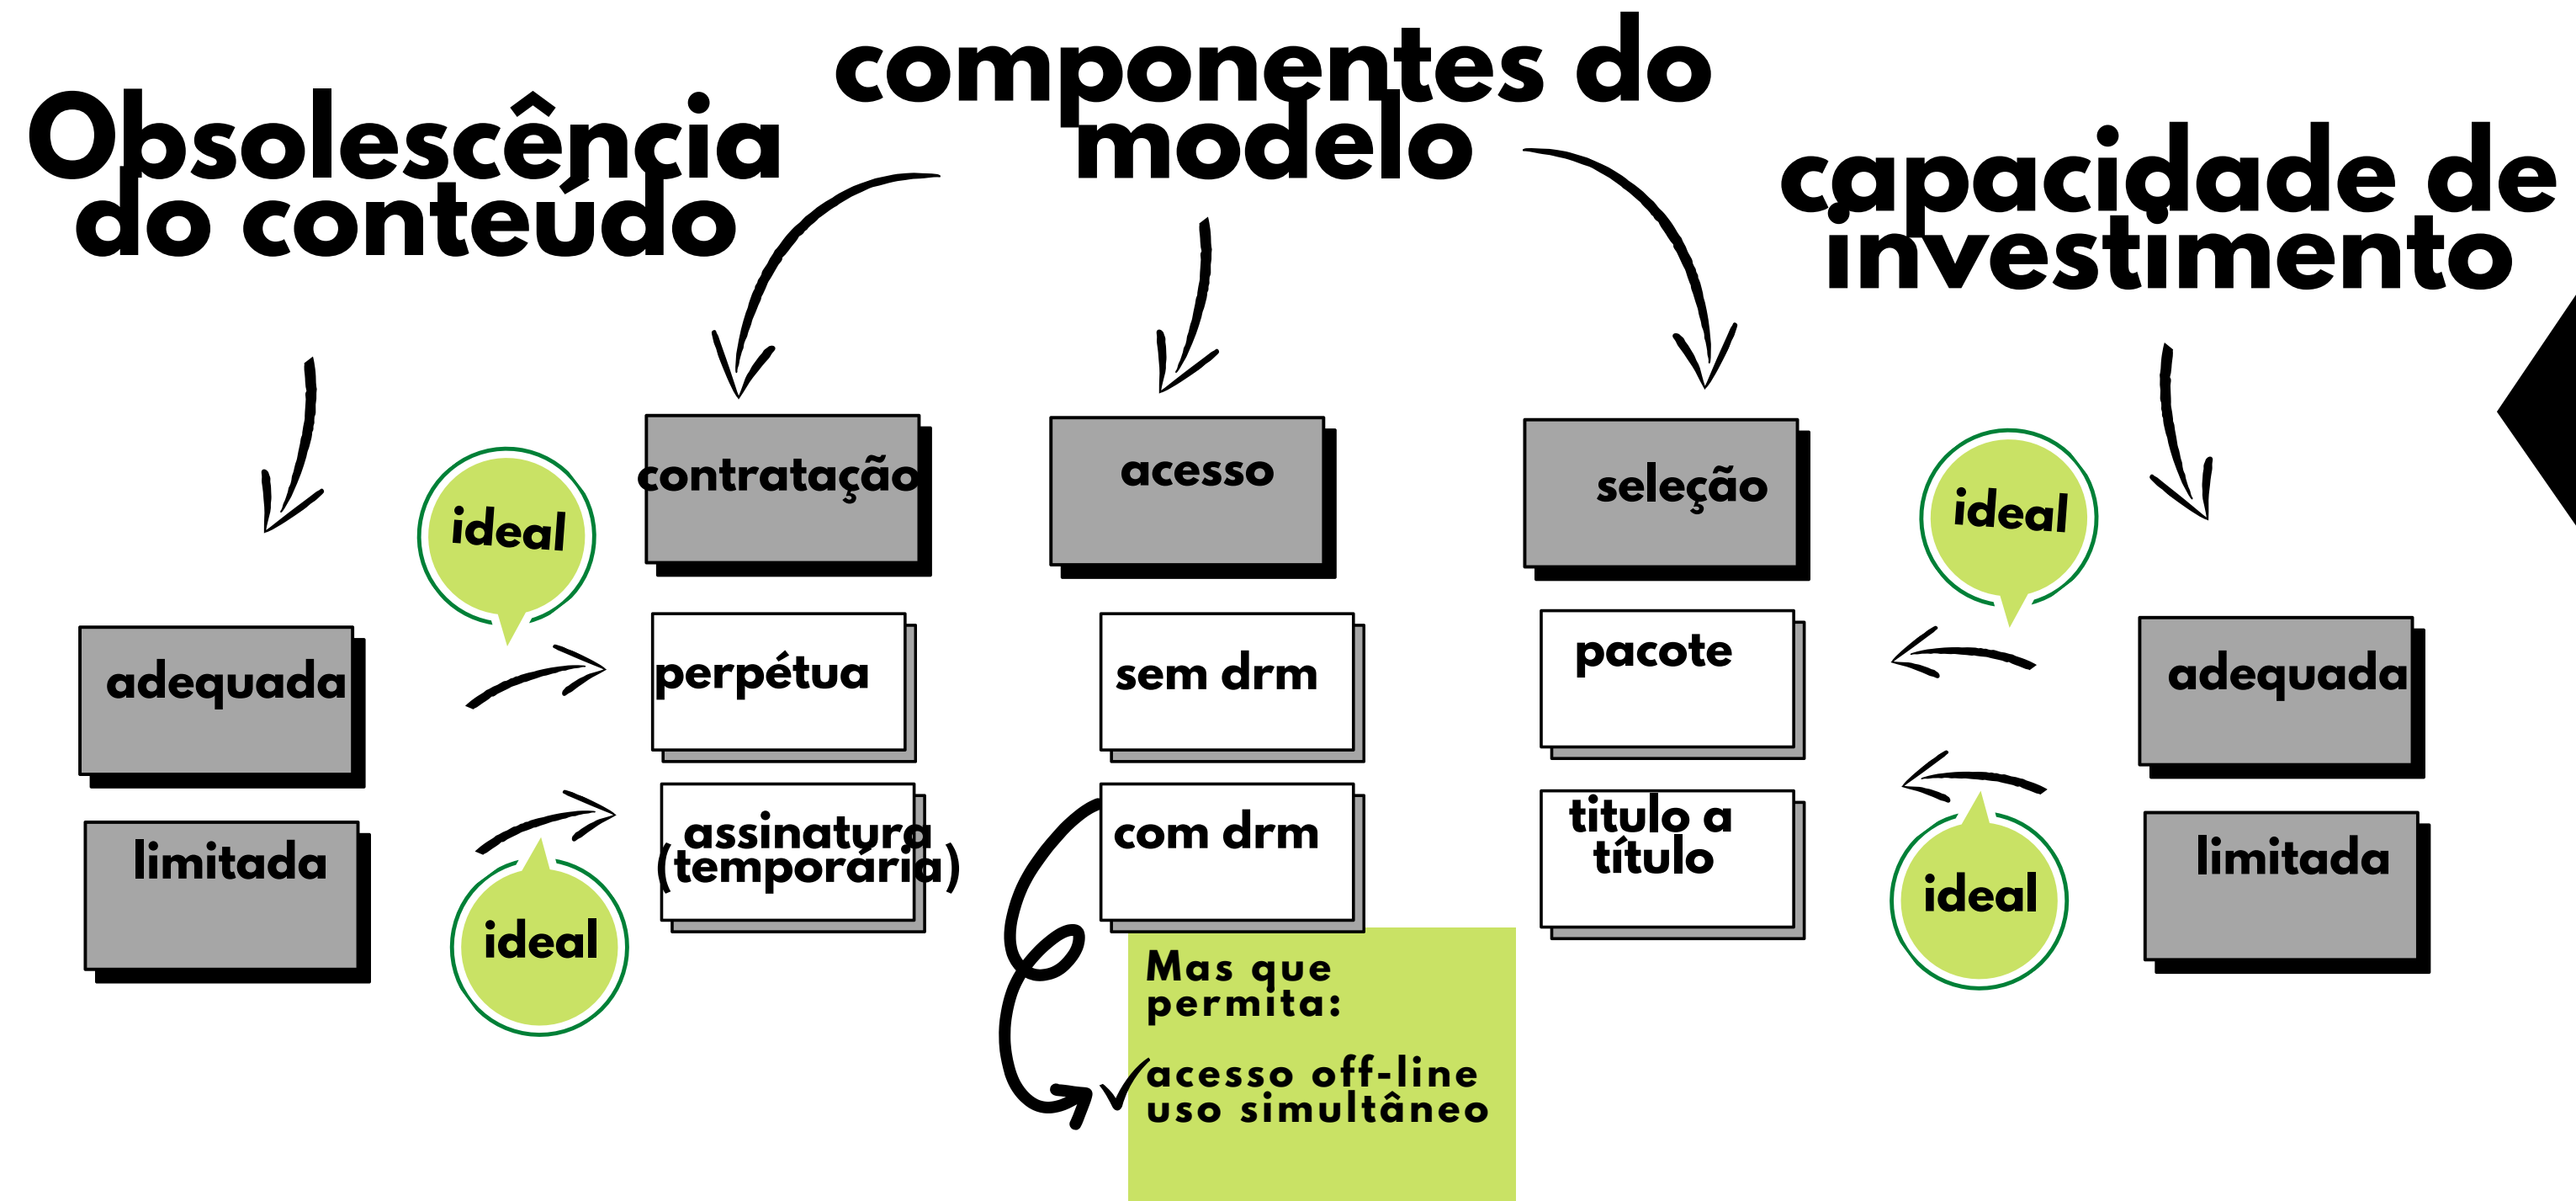 componentes do
modelo
Obsolescência
do conteúdo
capacidade de
investimento
contratação
acesso
seleção
ideal
ideal
adequada
perpétua
sem drm
pacote
adequada
limitada
assinatura
(temporária)
com drm
titulo a
título
limitada
ideal
ideal
Mas que
permita:
acesso off-line
uso simultâneo